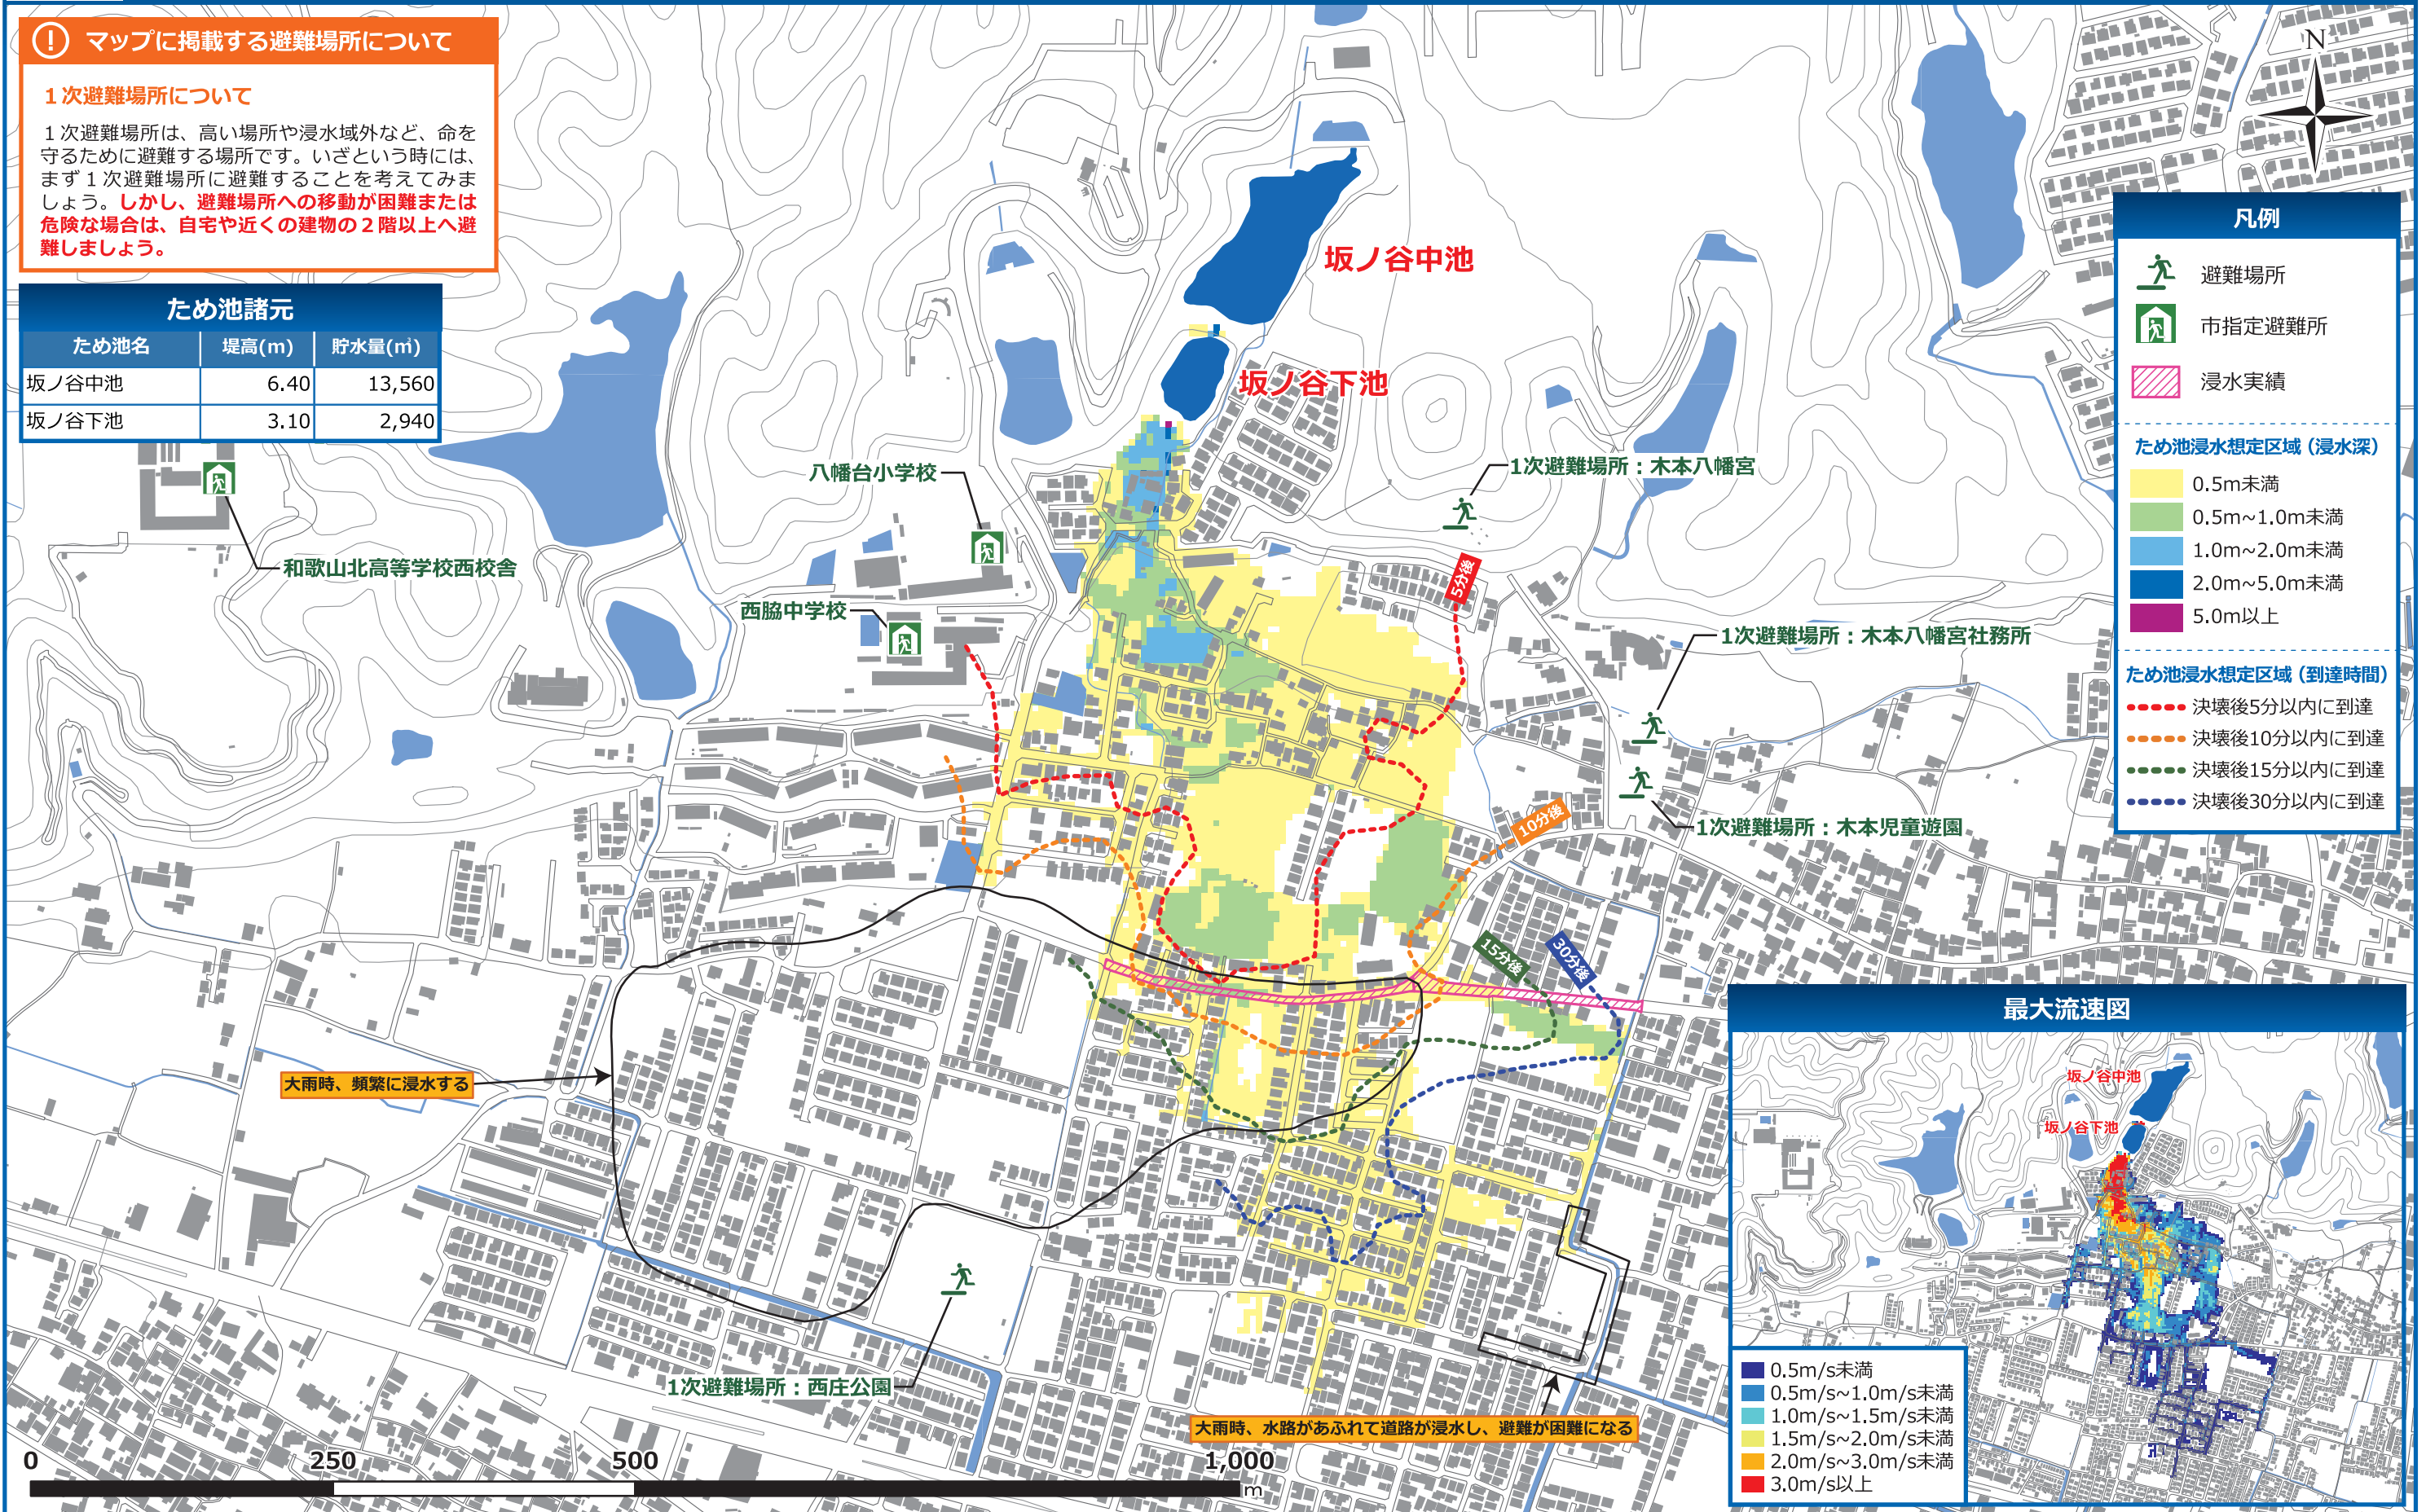 ! マップに掲載する避難場所について
1次避難場所について
1次避難場所は、高い場所や浸水域外など、命を
守るために避難する場所です。いざという時には、
まず1次避難場所に避難することを考えてみま
しょう。しかし、避難場所への移動が困難または
危険な場合は、自宅や近くの建物の2階以上へ避
難しましょう。
ため池諸元
ため池名 堤高(m) 貯水量(㎥)
坂ノ谷中池 6.40 13,560
坂ノ谷下池 3.10 2,940
N
坂ノ谷中池
坂ノ谷下池
八幡台小学校
1次避難場所：木本八幡宮
和歌山北高等学校西校舎
西脇中学校
5分後
1次避難場所：木本八幡宮社務所
10分後
1次避難場所：木本児童遊園
15分後
30分後
大雨時、頻繁に浸水する
1次避難場所：西庄公園
大雨時、水路があふれて道路が浸水し、避難が困難になる
0 250 500 1,000
m
凡例
避難場所
市指定避難所
浸水実績
ため池浸水想定区域（浸水深）
0.5m未満
0.5m~1.0m未満
1.0m~2.0m未満
2.0m~5.0m未満
5.0m以上
ため池浸水想定区域（到達時間）
決壊後5分以内に到達
決壊後10分以内に到達
決壊後15分以内に到達
決壊後30分以内に到達
最大流速図
坂ノ谷中池
坂ノ谷下池
0.5m/s未満
0.5m/s~1.0m/s未満
1.0m/s~1.5m/s未満
1.5m/s~2.0m/s未満
2.0m/s~3.0m/s未満
3.0m/s以上